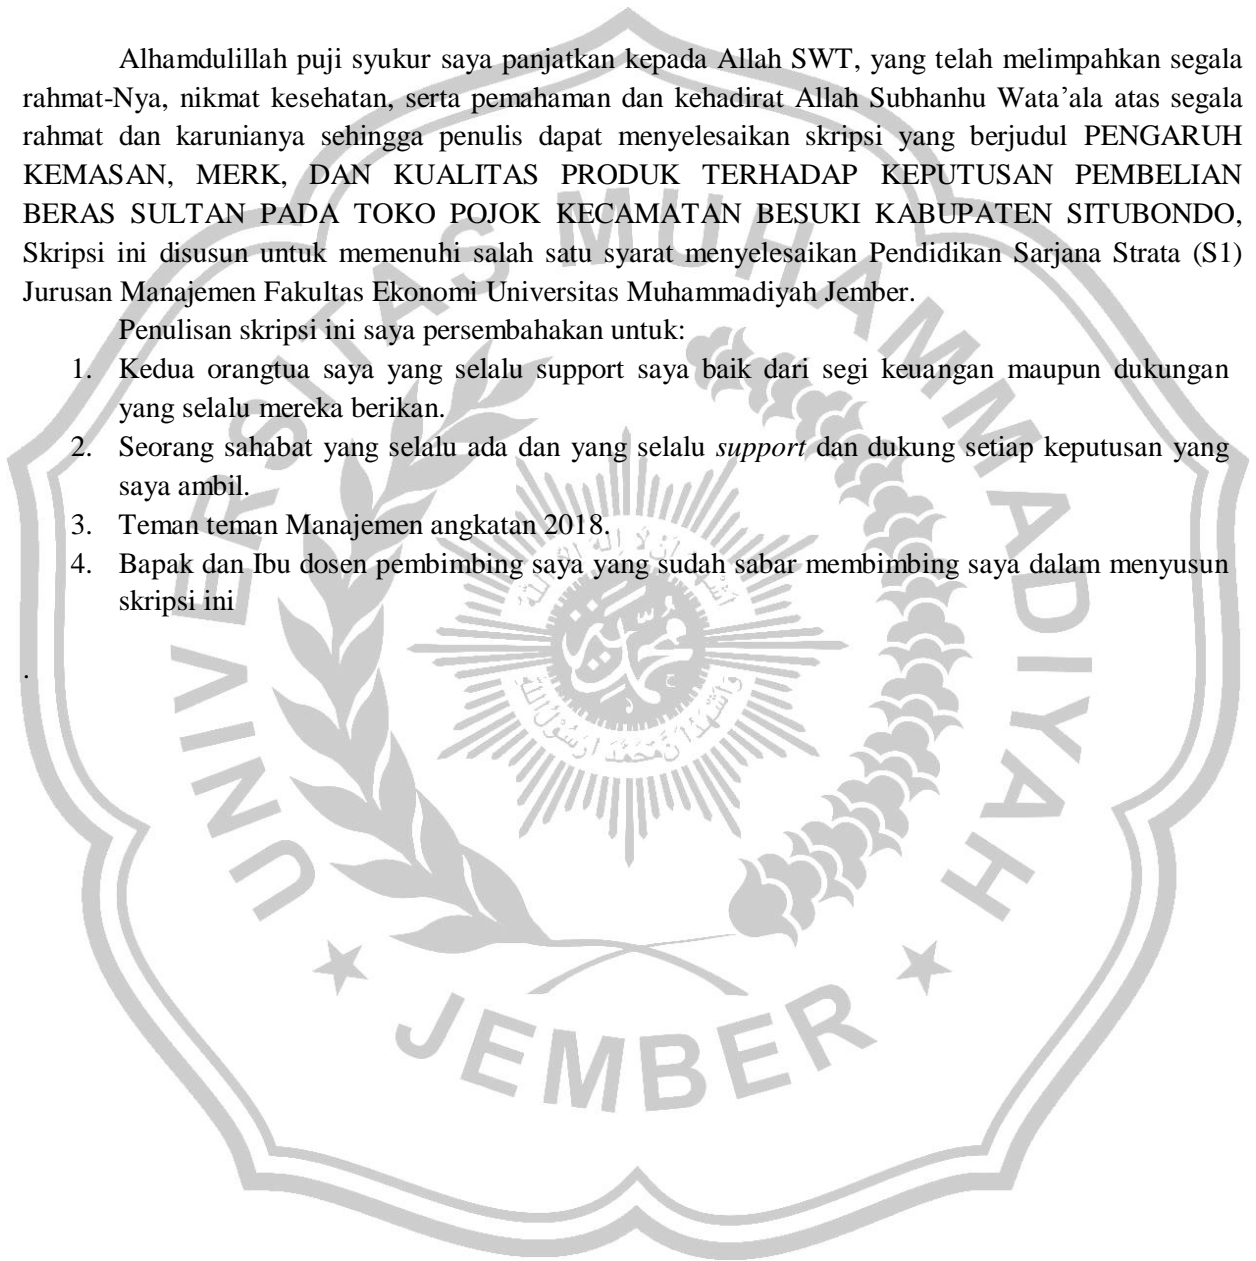 Alhamdulillah puji syukur saya panjatkan kepada Allah SWT, yang telah melimpahkan segala
rahmat-Nya, nikmat kesehatan, serta pemahaman dan kehadirat Allah Subhanhu Wata’ala atas segala
rahmat dan karunianya sehingga penulis dapat menyelesaikan skripsi yang berjudul PENGARUH
KEMASAN, MERK, DAN KUALITAS PRODUK TERHADAP KEPUTUSAN PEMBELIAN
BERAS SULTAN PADA TOKO POJOK KECAMATAN BESUKI KABUPATEN SITUBONDO,
Skripsi ini disusun untuk memenuhi salah satu syarat menyelesaikan Pendidikan Sarjana Strata (S1)
Jurusan Manajemen Fakultas Ekonomi Universitas Muhammadiyah Jember.
Penulisan skripsi ini saya persembahakan untuk:
1. Kedua orangtua saya yang selalu support saya baik dari segi keuangan maupun dukungan
yang selalu mereka berikan.
2. Seorang sahabat yang selalu ada dan yang selalu support dan dukung setiap keputusan yang
saya ambil.
3. Teman teman Manajemen angkatan 2018.
4. Bapak dan Ibu dosen pembimbing saya yang sudah sabar membimbing saya dalam menyusun
skripsi ini
.
UNIVERSITAS MUHAMMADIYAH
JEMBER